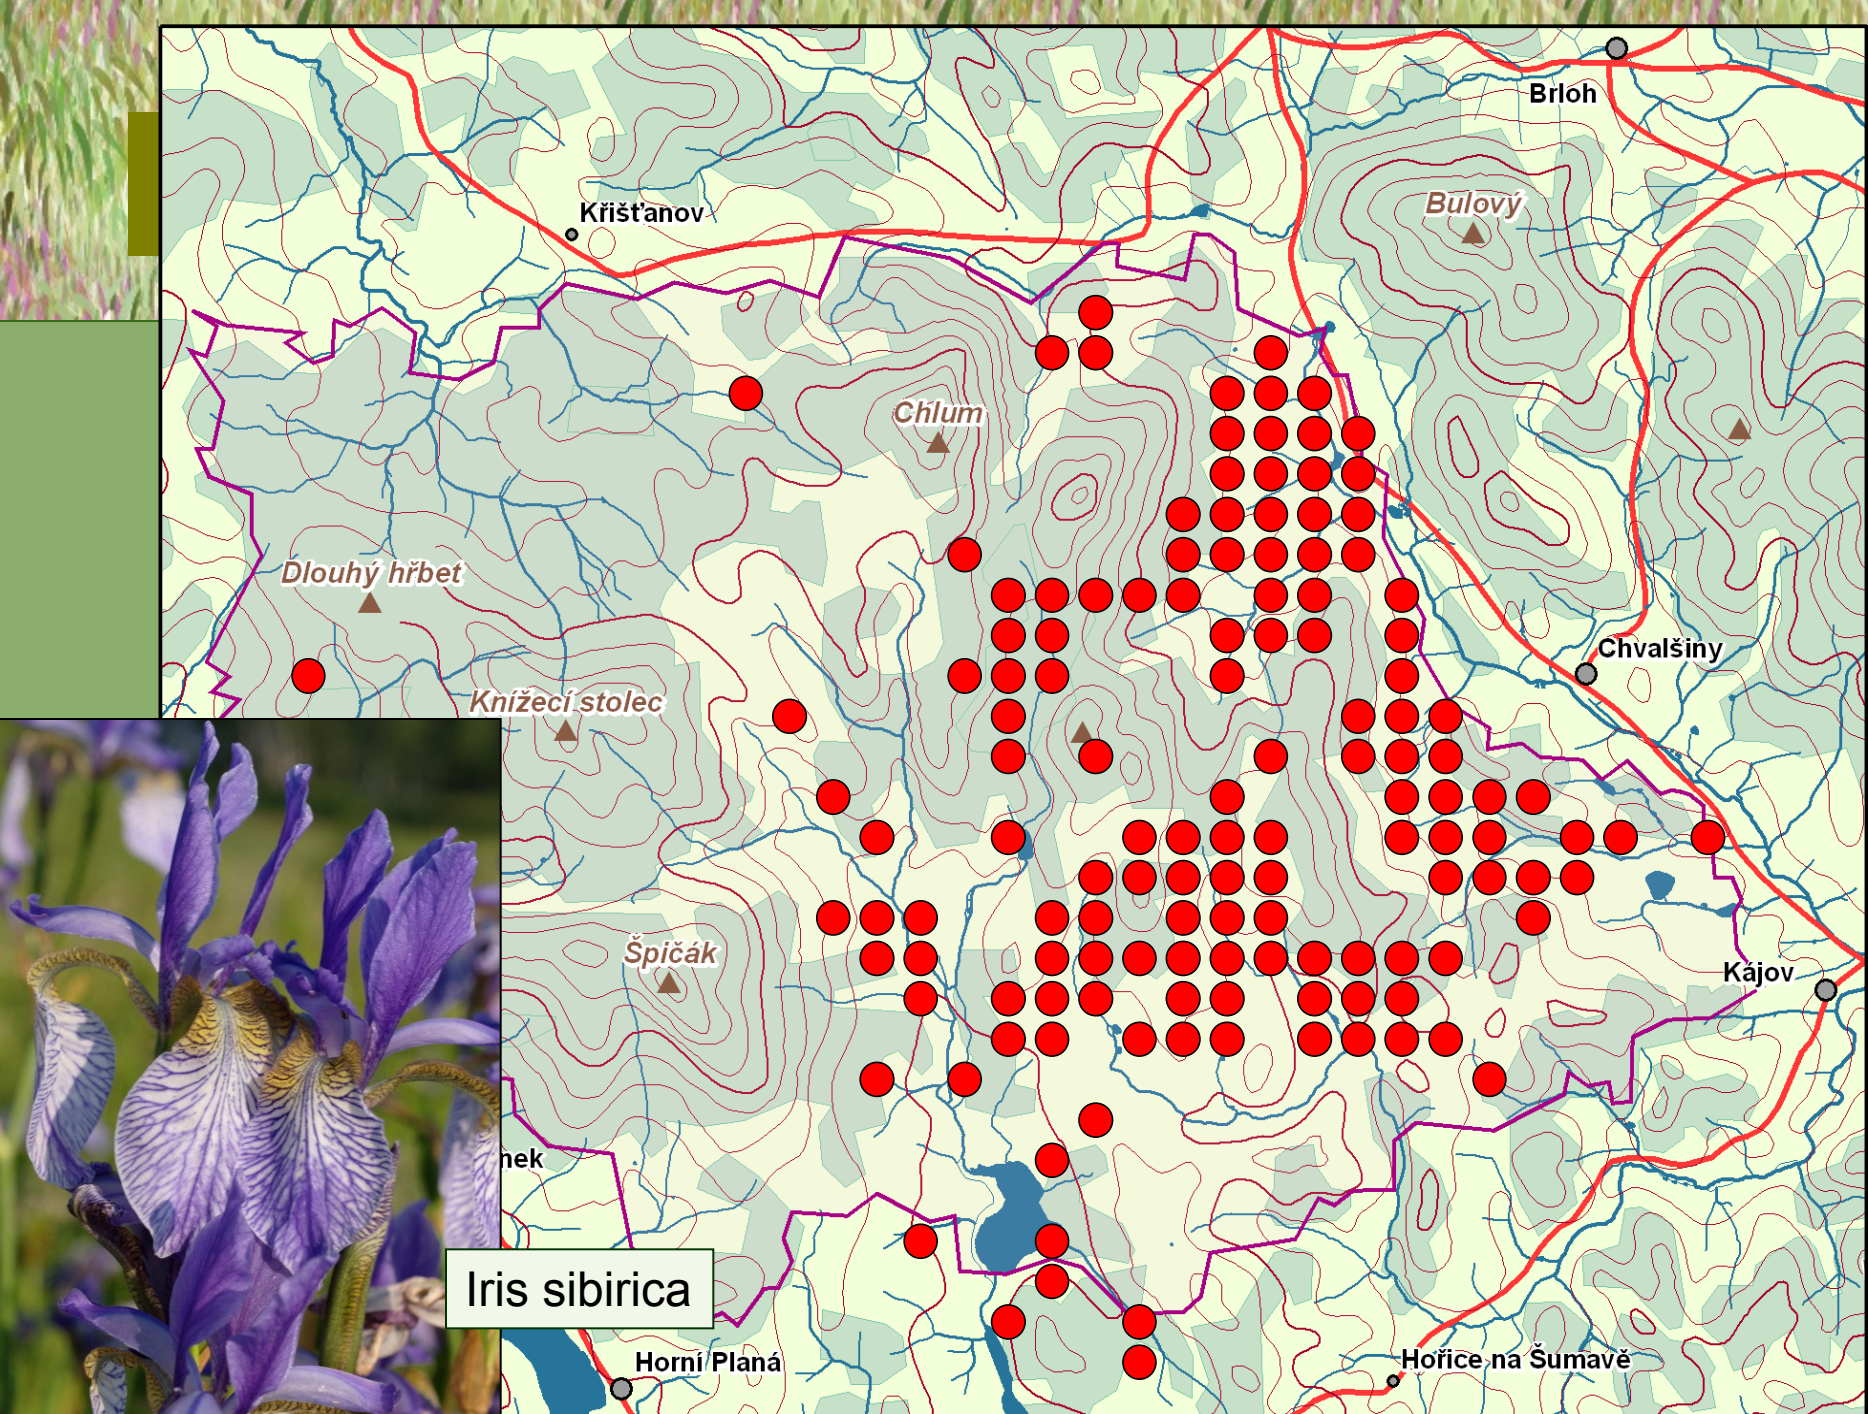 Brloh
Křišťanov
Bulový
Chlum
Dlouhý hřbet
Chvalšiny
Knížecí stolec
Špičák
Kájov
nek
Iris sibirica
Horní Planá
Hořice na Šumavě